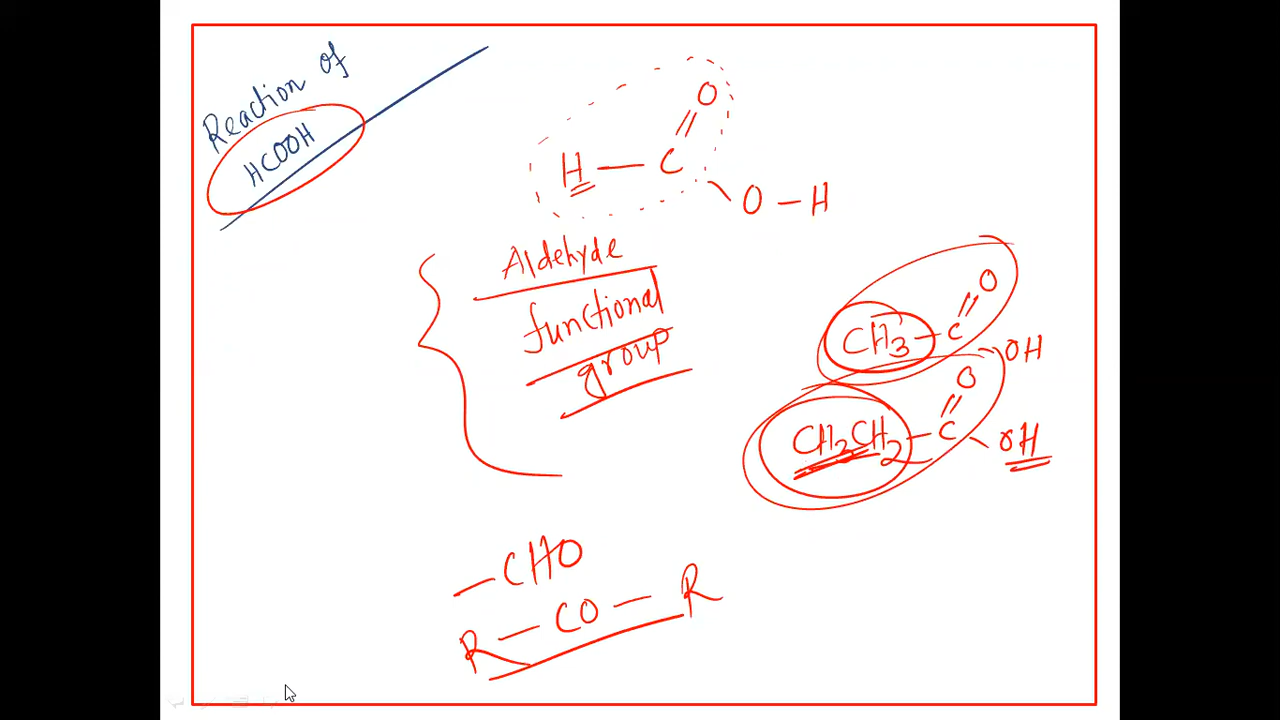 Reaction of
HCOOH
O
H — C
O — H
Aldehyde
functional
group
O
CH3 — C
OH
O
CH2CH2 — C
OH
— CHO
R — CO — R